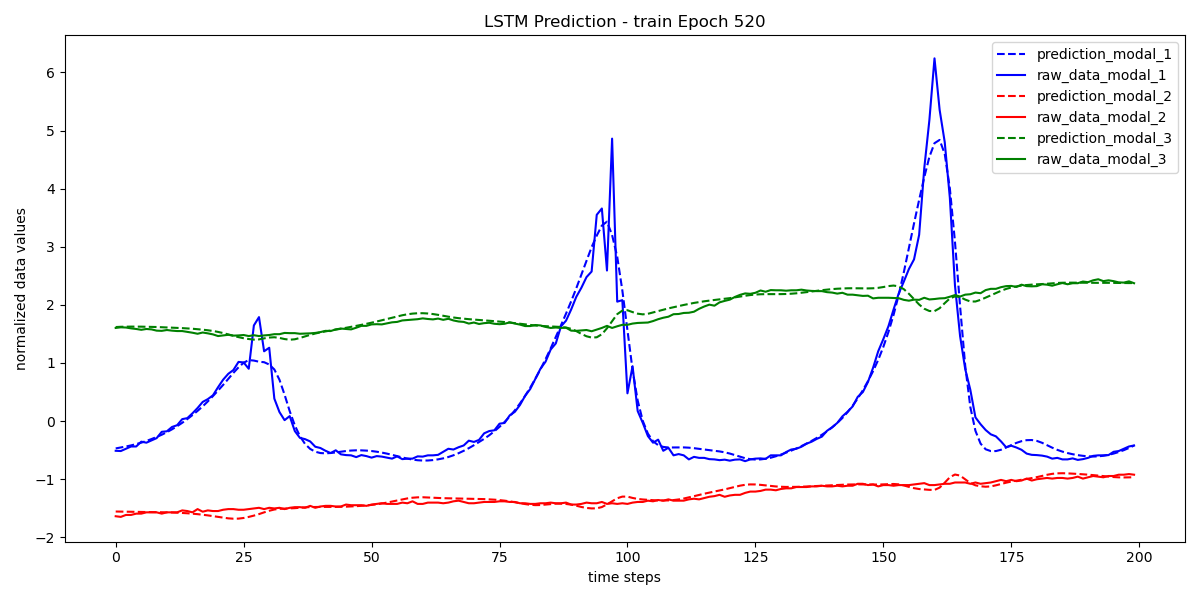 LSTM Prediction - train Epoch 520
normalized data values
6
5
4
3
2
1
0
−1
−2
0 25 50 75 100 125 150 175 200
time steps
prediction_modal_1
raw_data_modal_1
prediction_modal_2
raw_data_modal_2
prediction_modal_3
raw_data_modal_3